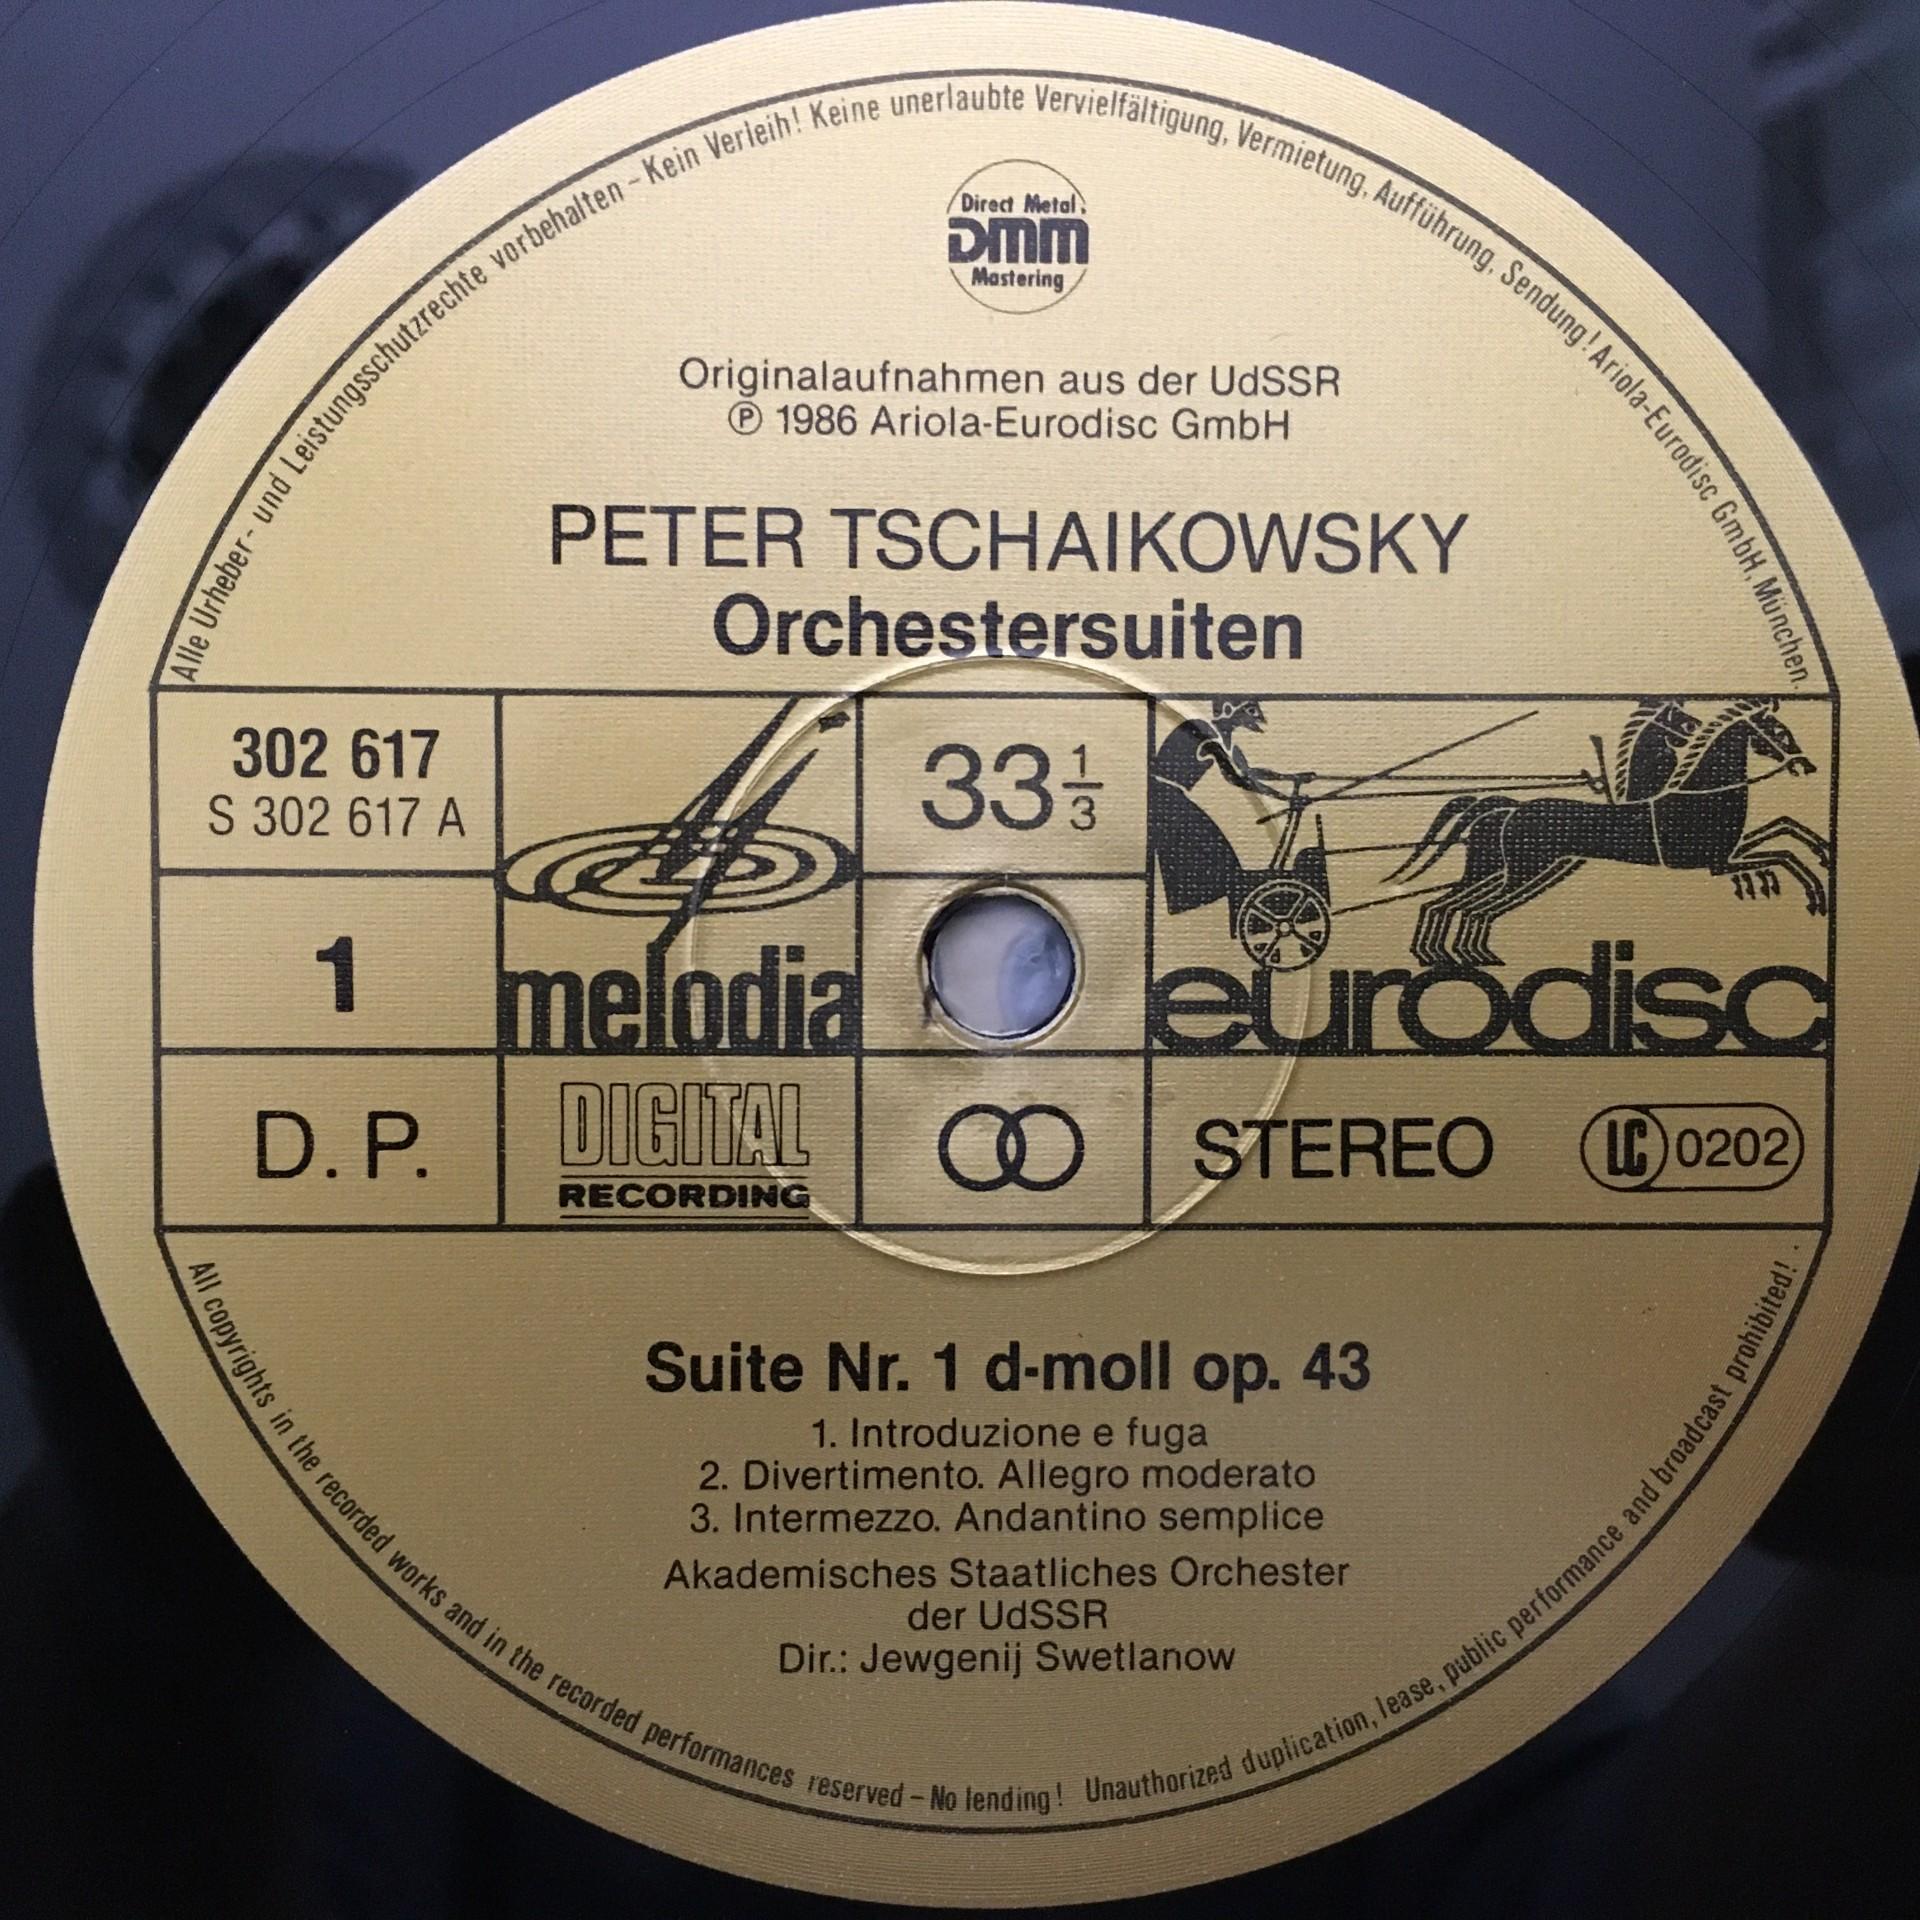 Alle Urheber- und Leistungsschutzrechte vorbehalten – Kein Verleih! Keine unerlaubte Vervielfältigung, Vermietung, Aufführung, Sendung! Ariola-Eurodisc GmbH, München.
Direct Metal
DMM
Mastering
Originalaufnahmen aus der UdSSR
Ⓟ 1986 Ariola-Eurodisc GmbH
PETER TSCHAIKOWSKY
Orchestersuiten
302 617
S 302 617 A
33 1/3
1
melodia
eurodisc
D. P.
DIGITAL
RECORDING
STEREO
LC 0202
Suite Nr. 1 d-moll op. 43
1. Introduzione e fuga
2. Divertimento. Allegro moderato
3. Intermezzo. Andantino semplice
Akademisches Staatliches Orchester
der UdSSR
Dir.: Jewgenij Swetlanow
All copyrights in the recorded works and in the recorded performances reserved – No lending! Unauthorized duplication, lease, public performance and broadcast prohibited!